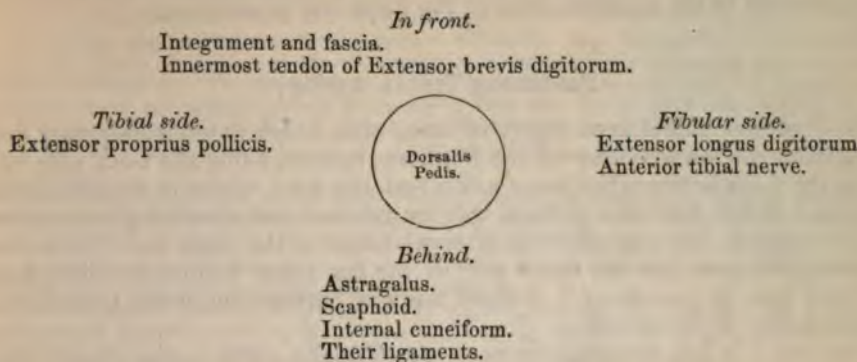 In front.
Integument and fascia.
Innermost tendon of Extensor brevis digitorum.
Tibial side.
Extensor proprius pollicis.
Dorsalis
Pedis.
Fibular side.
Extensor longus digitorum
Anterior tibial nerve.
Behind.
Astragalus.
Scaphoid.
Internal cuneiform.
Their ligaments.